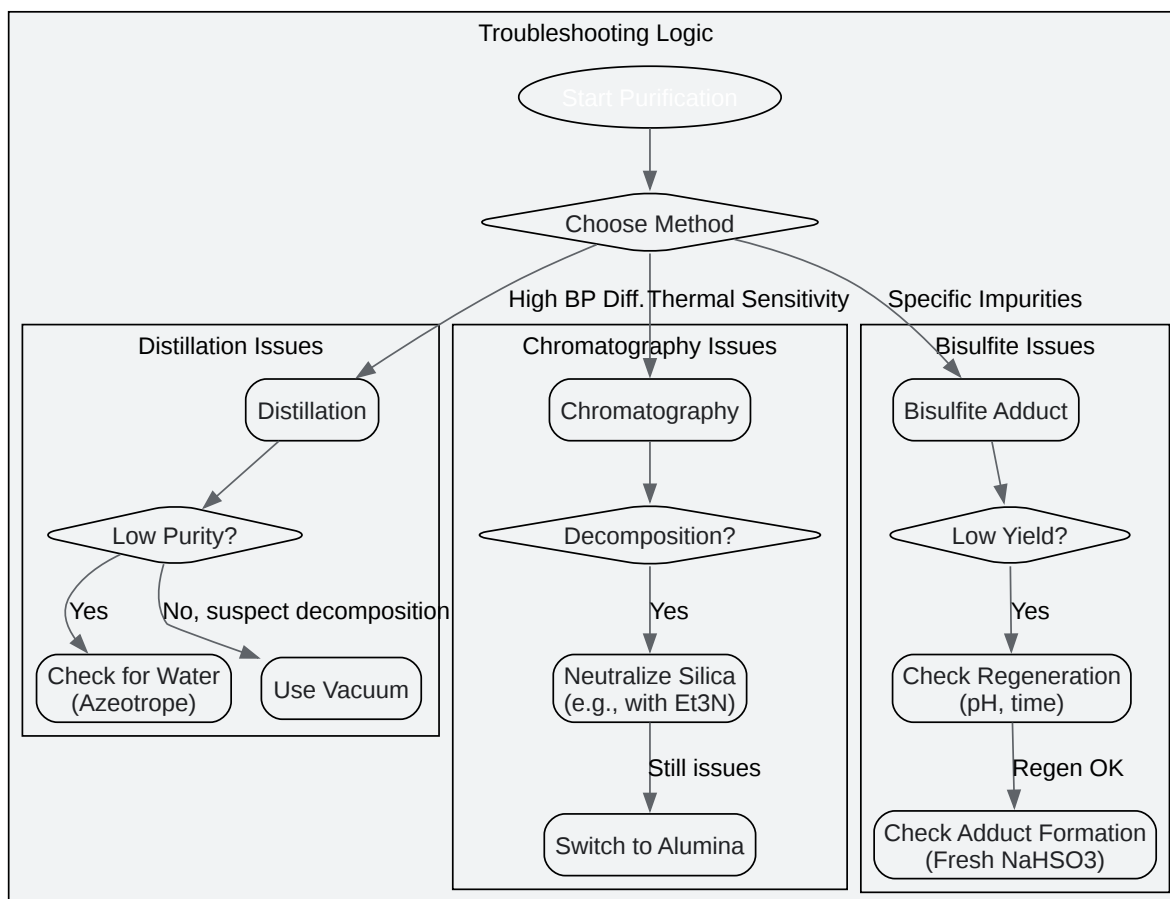 Troubleshooting Logic
Start Purification
Choose Method
High BP Diff.
Thermal Sensitivity
Specific Impurities
Distillation Issues
Chromatography Issues
Bisulfite Issues
Distillation
Chromatography
Bisulfite Adduct
Low Purity?
Decomposition?
Low Yield?
Yes
No, suspect decomposition
Yes
Yes
Check for Water
(Azeotrope)
Use Vacuum
Neutralize Silica
(e.g., with Et3N)
Check Regeneration
(pH, time)
Still issues
Regen OK
Switch to Alumina
Check Adduct Formation
(Fresh NaHSO3)